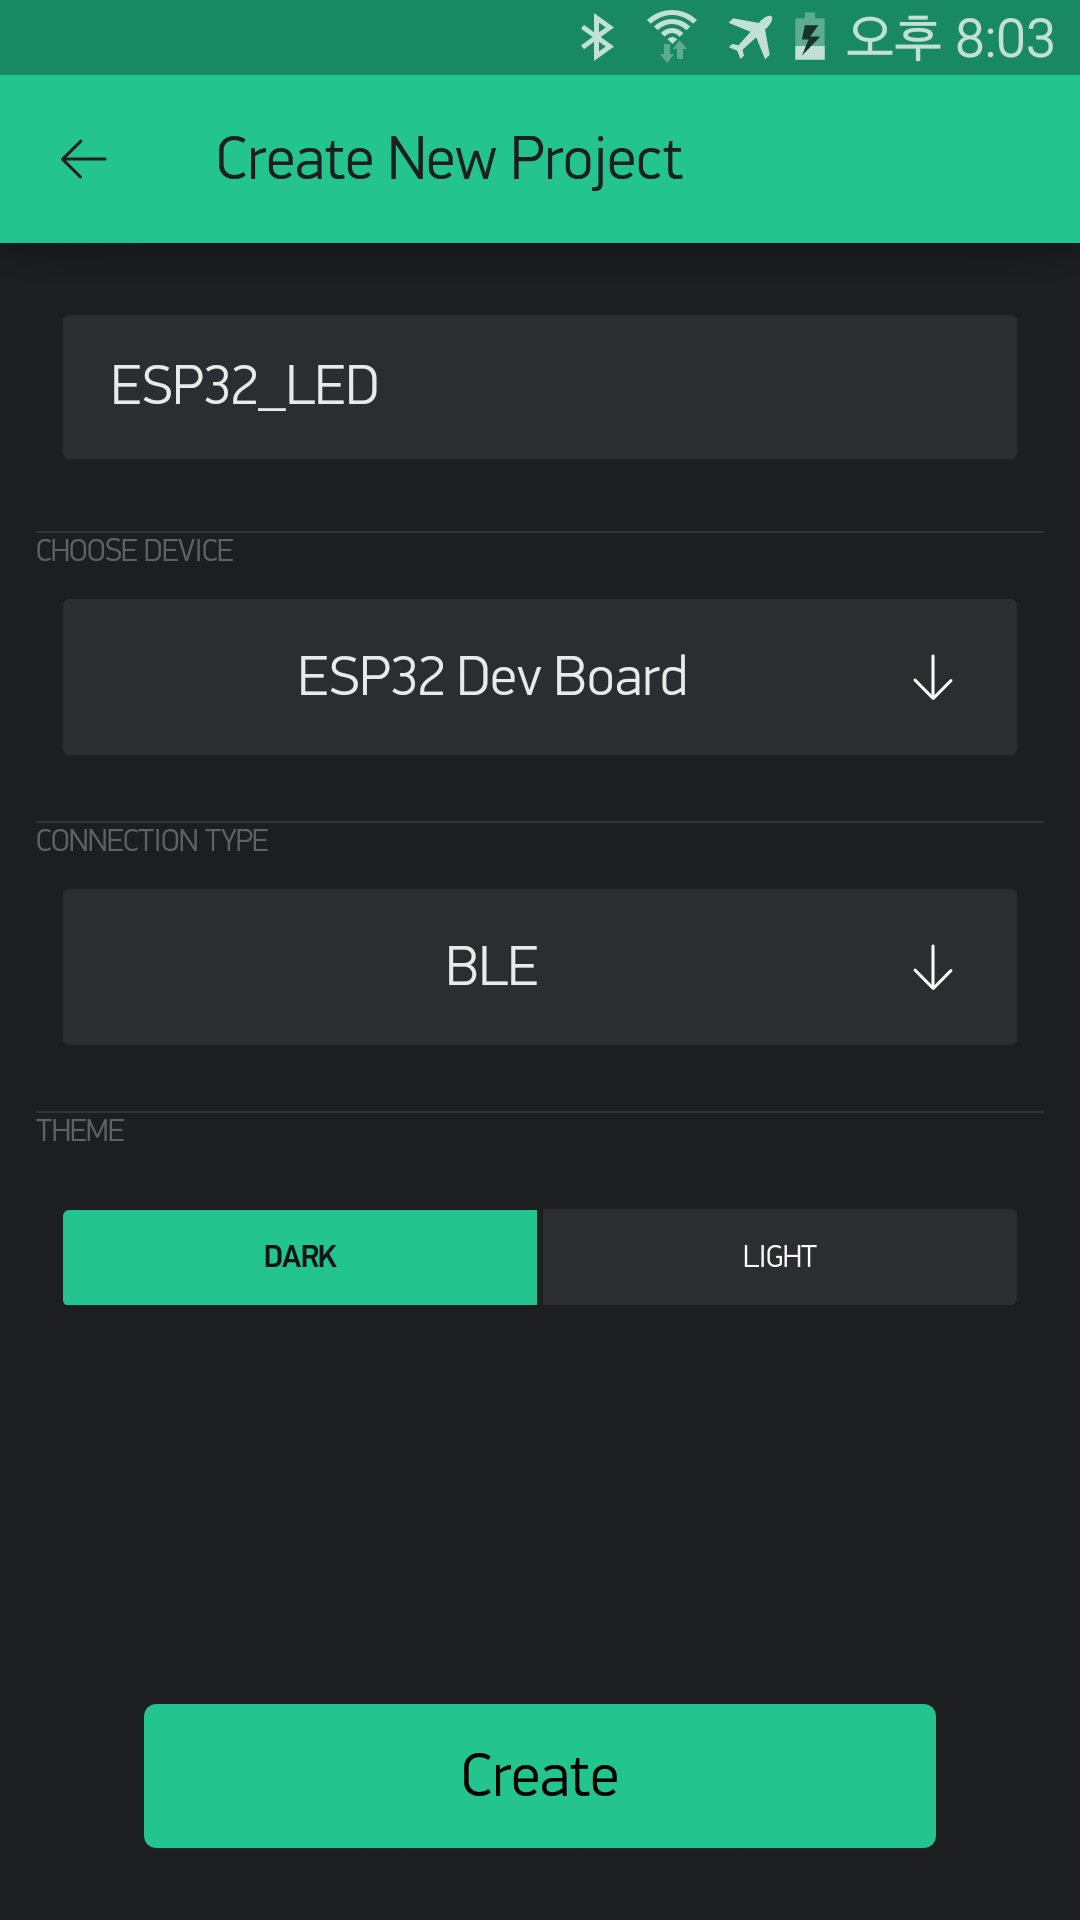 오후 8:03
Create New Project
ESP32_LED
CHOOSE DEVICE
ESP32 Dev Board
CONNECTION TYPE
BLE
THEME
DARK LIGHT
Create